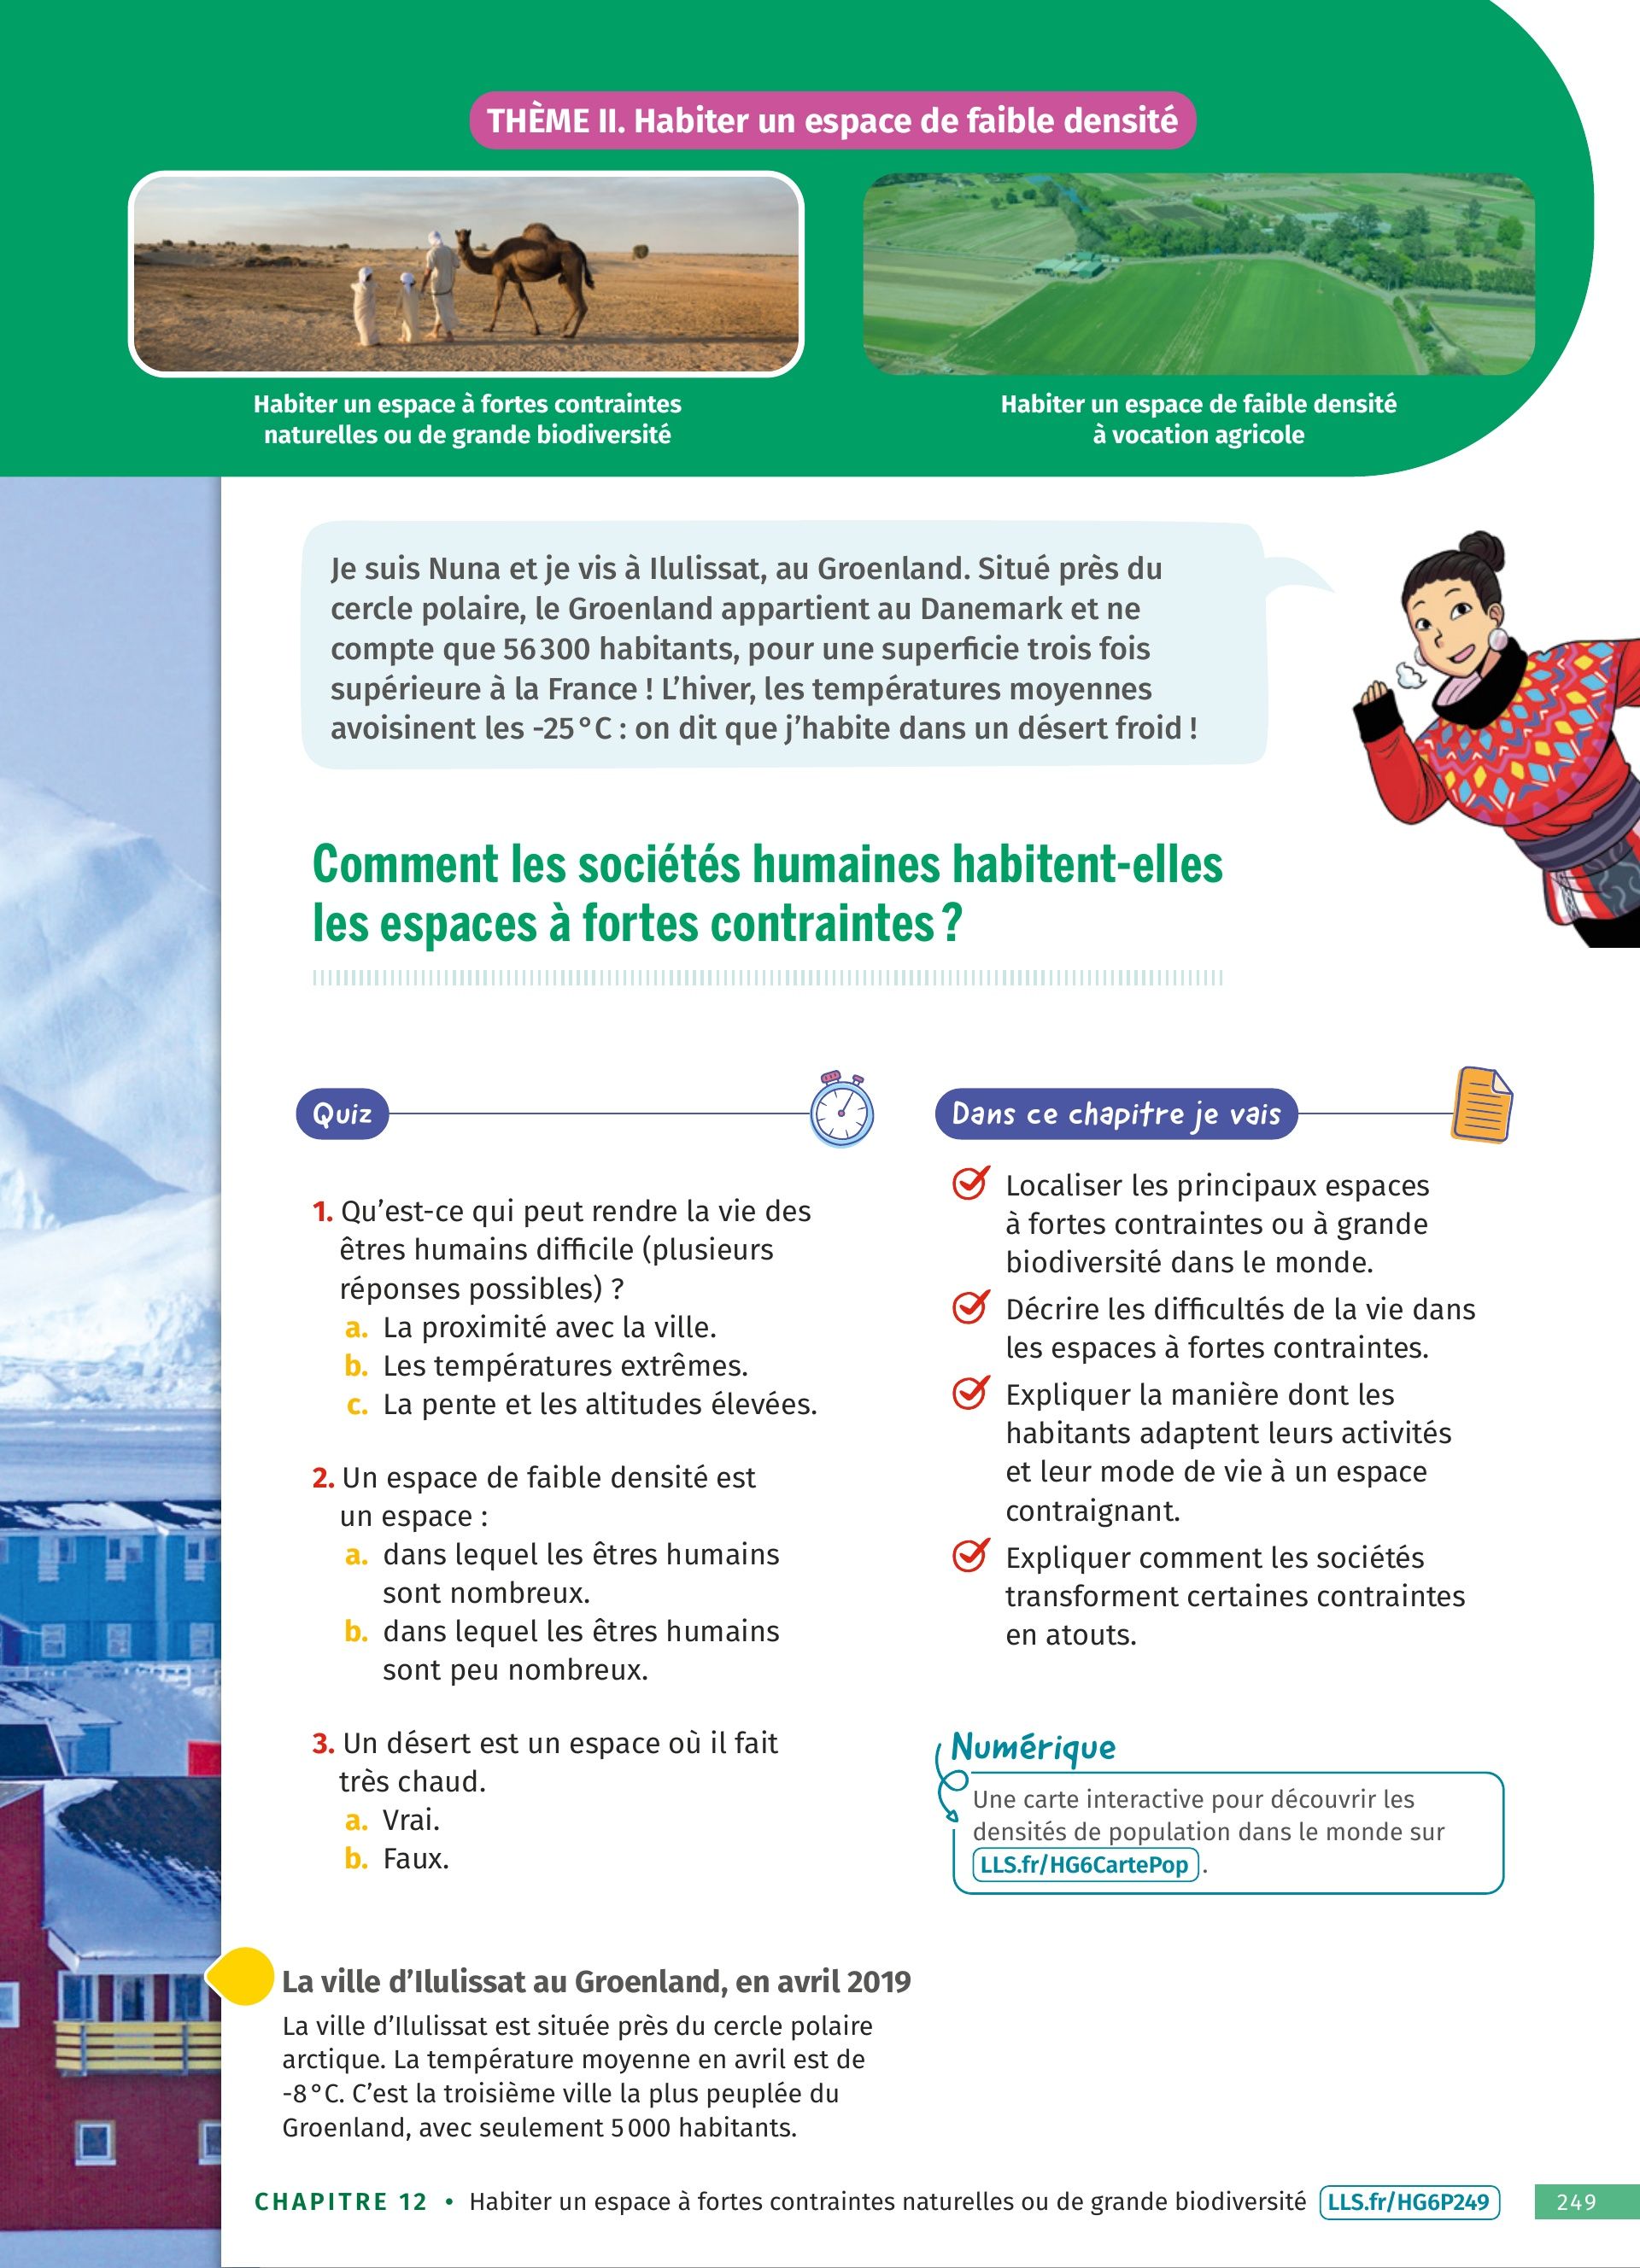 THÈME II. Habiter un espace de faible densité
Habiter un espace à fortes contraintes
naturelles ou de grande biodiversité
Habiter un espace de faible densité
à vocation agricole
Je suis Nuna et je vis à Ilulissat, au Groenland. Situé près du
cercle polaire, le Groenland appartient au Danemark et ne
compte que 56 300 habitants, pour une superficie trois fois
supérieure à la France ! L’hiver, les températures moyennes
avoisinent les -25 °C : on dit que j’habite dans un désert froid !
Comment les sociétés humaines habitent-elles
les espaces à fortes contraintes ?
Quiz
1. Qu’est-ce qui peut rendre la vie des
êtres humains difficile (plusieurs
réponses possibles) ?
a. La proximité avec la ville.
b. Les températures extrêmes.
c. La pente et les altitudes élevées.
2. Un espace de faible densité est
un espace :
a. dans lequel les êtres humains
sont nombreux.
b. dans lequel les êtres humains
sont peu nombreux.
3. Un désert est un espace où il fait
très chaud.
a. Vrai.
b. Faux.
Dans ce chapitre je vais
Localiser les principaux espaces
à fortes contraintes ou à grande
biodiversité dans le monde.
Décrire les difficultés de la vie dans
les espaces à fortes contraintes.
Expliquer la manière dont les
habitants adaptent leurs activités
et leur mode de vie à un espace
contraignant.
Expliquer comment les sociétés
transforment certaines contraintes
en atouts.
Numérique
Une carte interactive pour découvrir les
densités de population dans le monde sur
LLS.fr/HG6CartePop .
La ville d’Ilulissat au Groenland, en avril 2019
La ville d’Ilulissat est située près du cercle polaire
arctique. La température moyenne en avril est de
-8 °C. C’est la troisième ville la plus peuplée du
Groenland, avec seulement 5 000 habitants.
CHAPITRE 12 • Habiter un espace à fortes contraintes naturelles ou de grande biodiversité LLS.fr/HG6P249 249